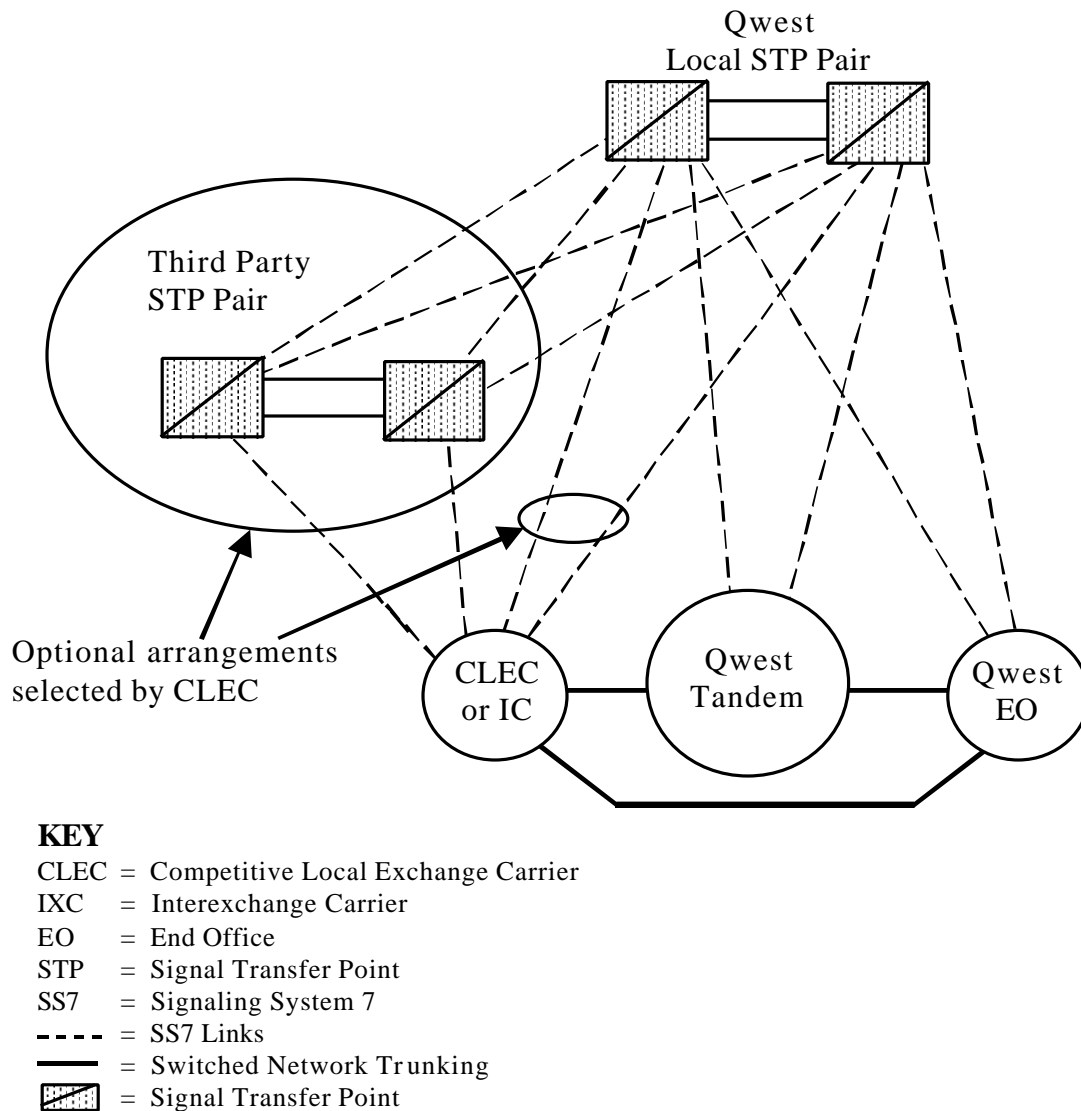 Qwest
Local STP Pair
Third Party
STP Pair
Optional arrangements
selected by CLEC
CLEC
or IC
Qwest
Tandem
Qwest
EO
KEY
CLEC = Competitive Local Exchange Carrier
IXC = Interexchange Carrier
EO = End Office
STP = Signal Transfer Point
SS7 = Signaling System 7
= SS7 Links
= Switched Network Trunking
= Signal Transfer Point